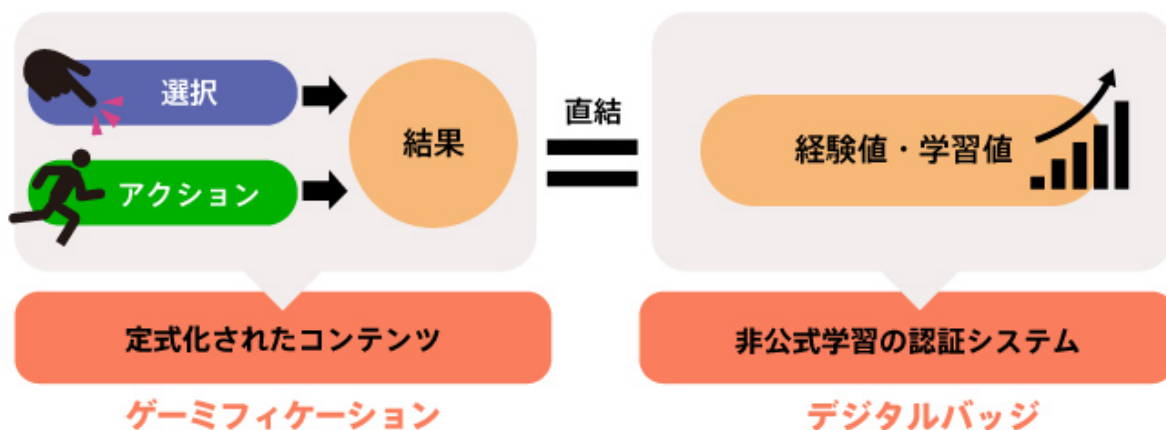 選択
アクション
結果
直結
経験値・学習値
定式化されたコンテンツ
非公式学習の認証システム
ゲーミフィケーション
デジタルバッジ